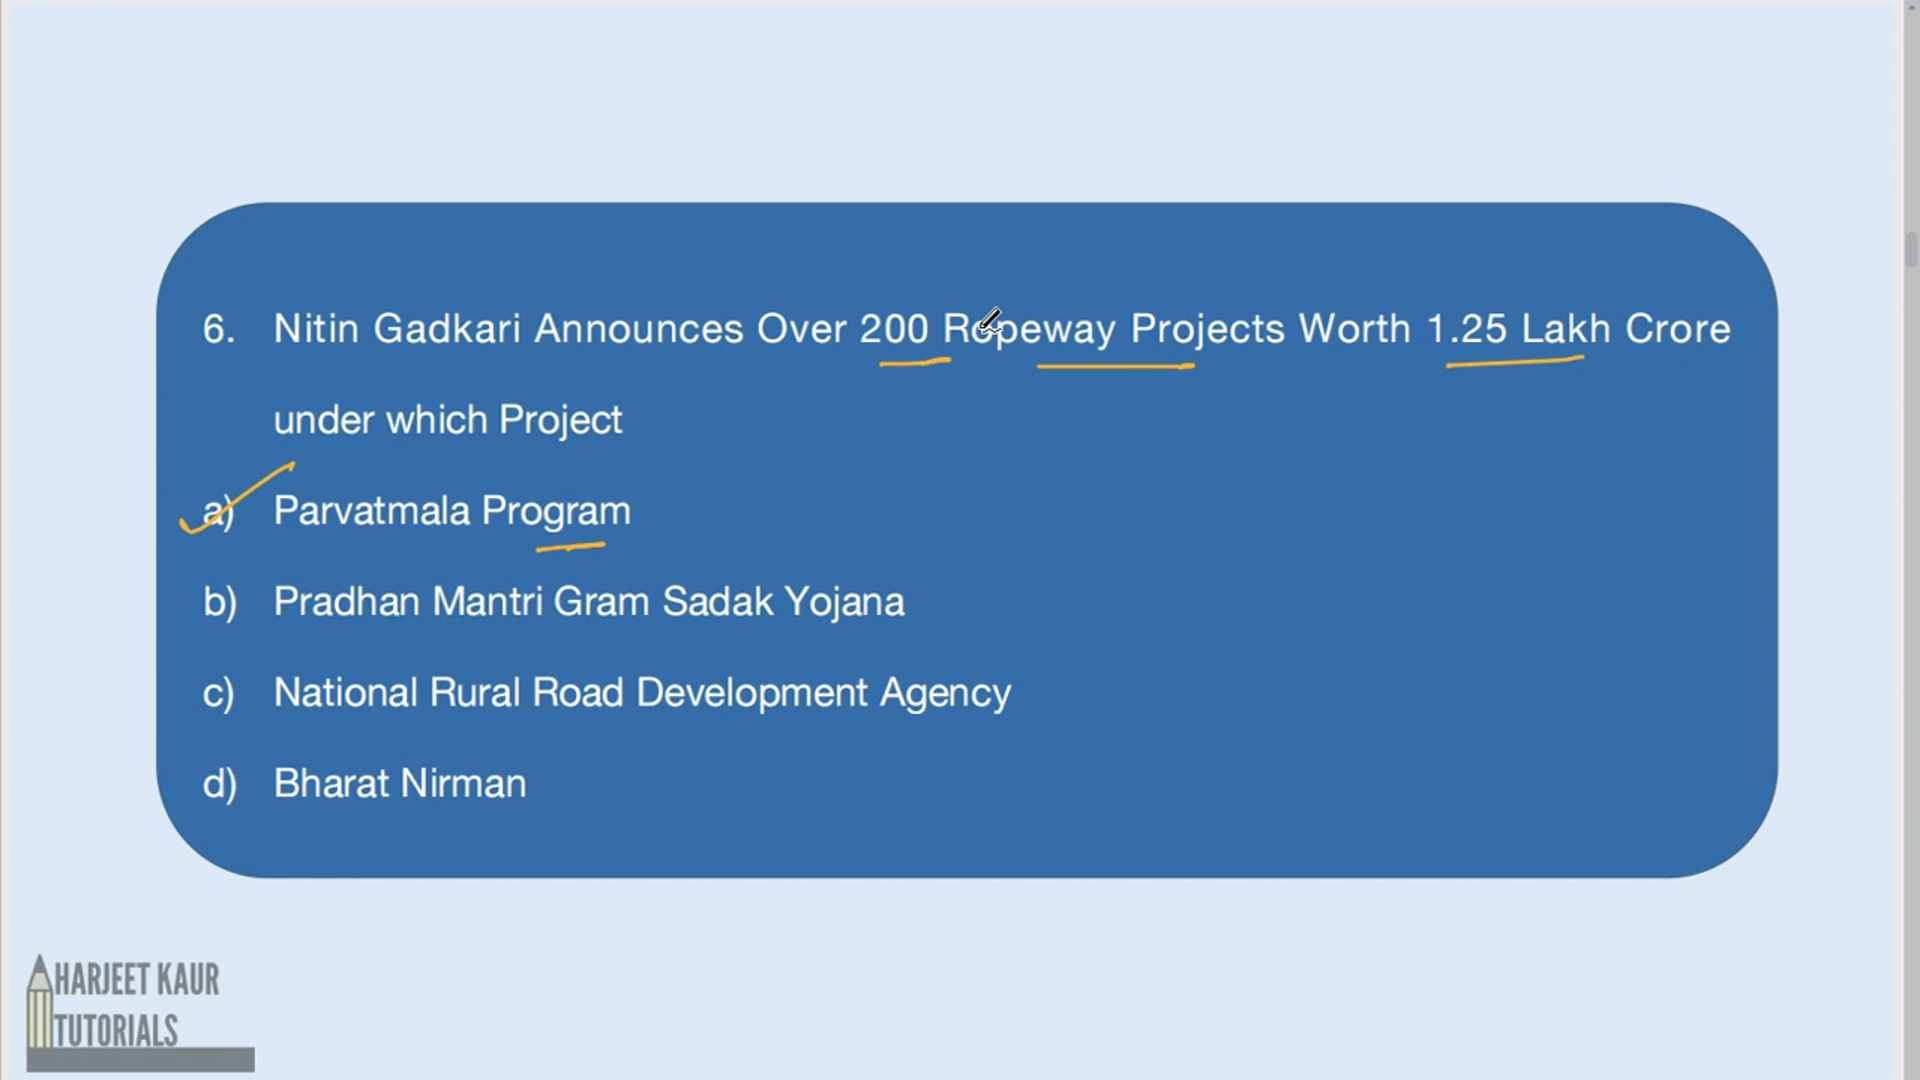 6. Nitin Gadkari Announces Over 200 Ropeway Projects Worth 1.25 Lakh Crore
under which Project
a) Parvatmala Program
b) Pradhan Mantri Gram Sadak Yojana
c) National Rural Road Development Agency
d) Bharat Nirman
HARJEET KAUR
TUTORIALS